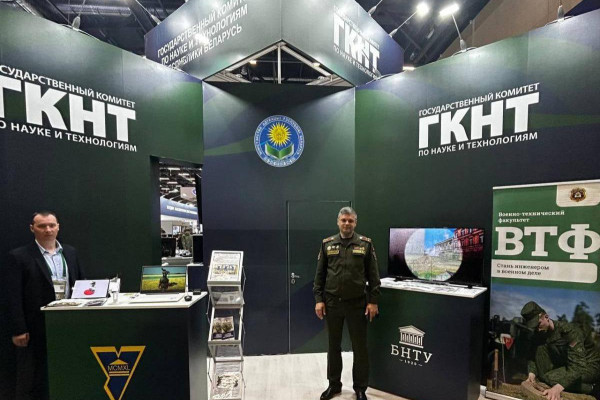 ГОСУДАРСТВЕННЫЙ КОМИТЕТ
ПО НАУКЕ И ТЕХНОЛОГИЯМ
РЕСПУБЛИКИ БЕЛАРУСЬ
ГКНТ
ГОСУДАРСТВЕННЫЙ КОМИТЕТ
ГКНТ
ПО НАУКЕ И ТЕХНОЛОГИЯМ
ГОСУДАРСТВЕННЫЙ КОМИТЕТ
ГКНТ
ПО НАУКЕ И ТЕХНОЛОГИЯМ
Военно-технический
факультет
ВТФ
Стань инженером
в военном деле
MCMXL
БНТУ